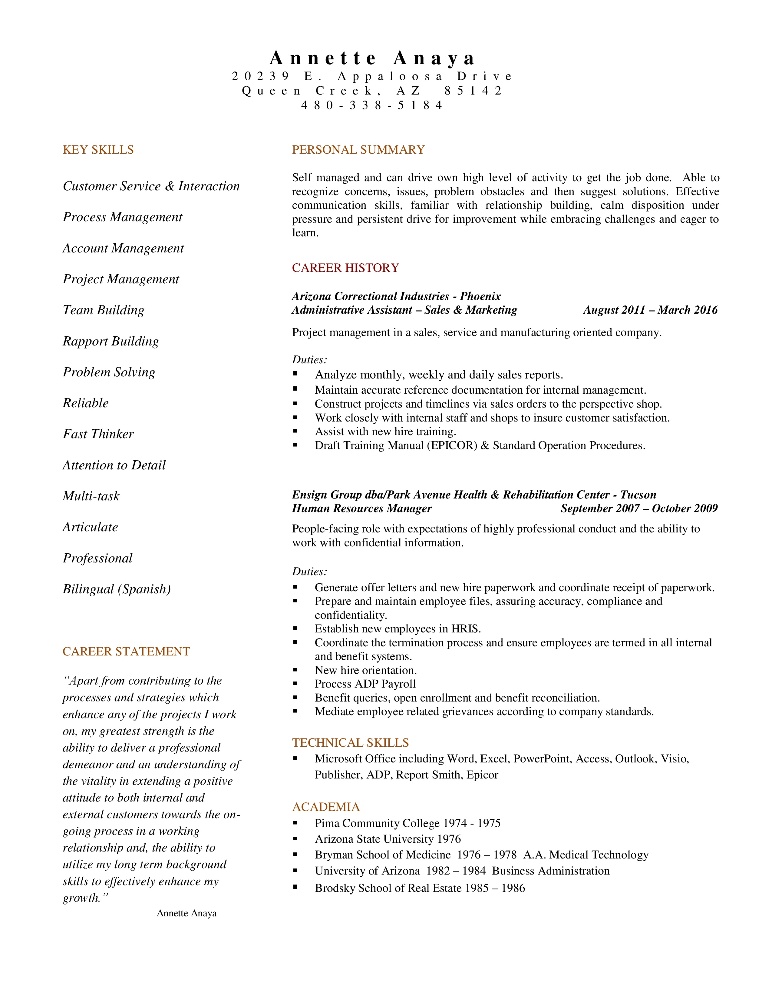 Annette Anaya
20239 E. Appaloosa Drive
Queen Creek, AZ 85142
480-338-5184
KEY SKILLS
Customer Service & Interaction
Process Management
Account Management
Project Management
Team Building
Rapport Building
Problem Solving
Reliable
Fast Thinker
Attention to Detail
Multi-task
Articulate
Professional
Bilingual (Spanish)
CAREER STATEMENT
"Apart from contributing to the
processes and strategies which
enhance any of the projects I work
on, my greatest strength is the
ability to deliver a professional
demeanor and an understanding of
the vitality in extending a positive
attitude to both internal and
external customers towards the on-
going process in a working
relationship and, the ability to
utilize my long term background
skills to effectively enhance my
growth."
Annette Anaya
PERSONAL SUMMARY
Self managed and can drive own high level of activity to get the job done. Able to
recognize concerns, issues, problem obstacles and then suggest solutions. Effective
communication skills, familiar with relationship building, calm disposition under
pressure and persistent drive for improvement while embracing challenges and eager to
learn.
CAREER HISTORY
Arizona Correctional Industries - Phoenix
Administrative Assistant – Sales & Marketing August 2011 – March 2016
Project management in a sales, service and manufacturing oriented company.
Duties:
▪ Analyze monthly, weekly and daily sales reports.
▪ Maintain accurate reference documentation for internal management.
▪ Construct projects and timelines via sales orders to the perspective shop.
▪ Work closely with internal staff and shops to insure customer satisfaction.
▪ Assist with new hire training.
▪ Draft Training Manual (EPICOR) & Standard Operation Procedures.
Ensign Group dba/Park Avenue Health & Rehabilitation Center - Tucson
Human Resources Manager September 2007 – October 2009
People-facing role with expectations of highly professional conduct and the ability to
work with confidential information.
Duties:
▪ Generate offer letters and new hire paperwork and coordinate receipt of paperwork.
▪ Prepare and maintain employee files, assuring accuracy, compliance and
confidentiality.
▪ Establish new employees in HRIS.
▪ Coordinate the termination process and ensure employees are termed in all internal
and benefit systems.
▪ New hire orientation.
▪ Process ADP Payroll
▪ Benefit queries, open enrollment and benefit reconciliation.
▪ Mediate employee related grievances according to company standards.
TECHNICAL SKILLS
▪ Microsoft Office including Word, Excel, PowerPoint, Access, Outlook, Visio,
Publisher, ADP, Report Smith, Epicor
ACADEMIA
▪ Pima Community College 1974 - 1975
▪ Arizona State University 1976
▪ Bryman School of Medicine 1976 – 1978 A.A. Medical Technology
▪ University of Arizona 1982 – 1984 Business Administration
▪ Brodsky School of Real Estate 1985 – 1986